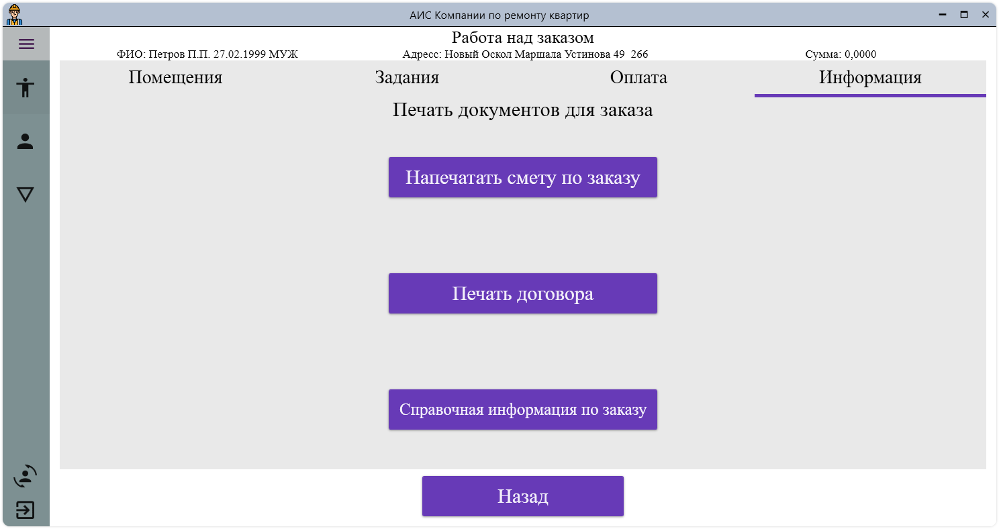 АИС Компании по ремонту квартир
Работа над заказом
ФИО: Петров П.П. 27.02.1999 МУЖ Адресс: Новый Оскол Маршала Устинова 49 266 Сумма: 0,0000
Помещения Задания Оплата Информация
Печать документов для заказа
Напечатать смету по заказу
Печать договора
Справочная информация по заказу
Назад